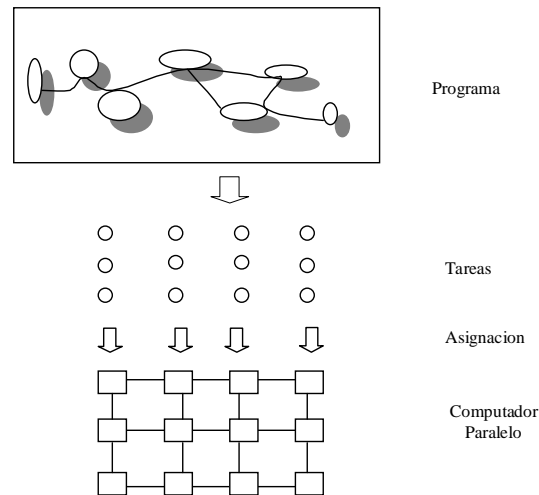 Programa
Tareas
Asignacion
Computador
Paralelo